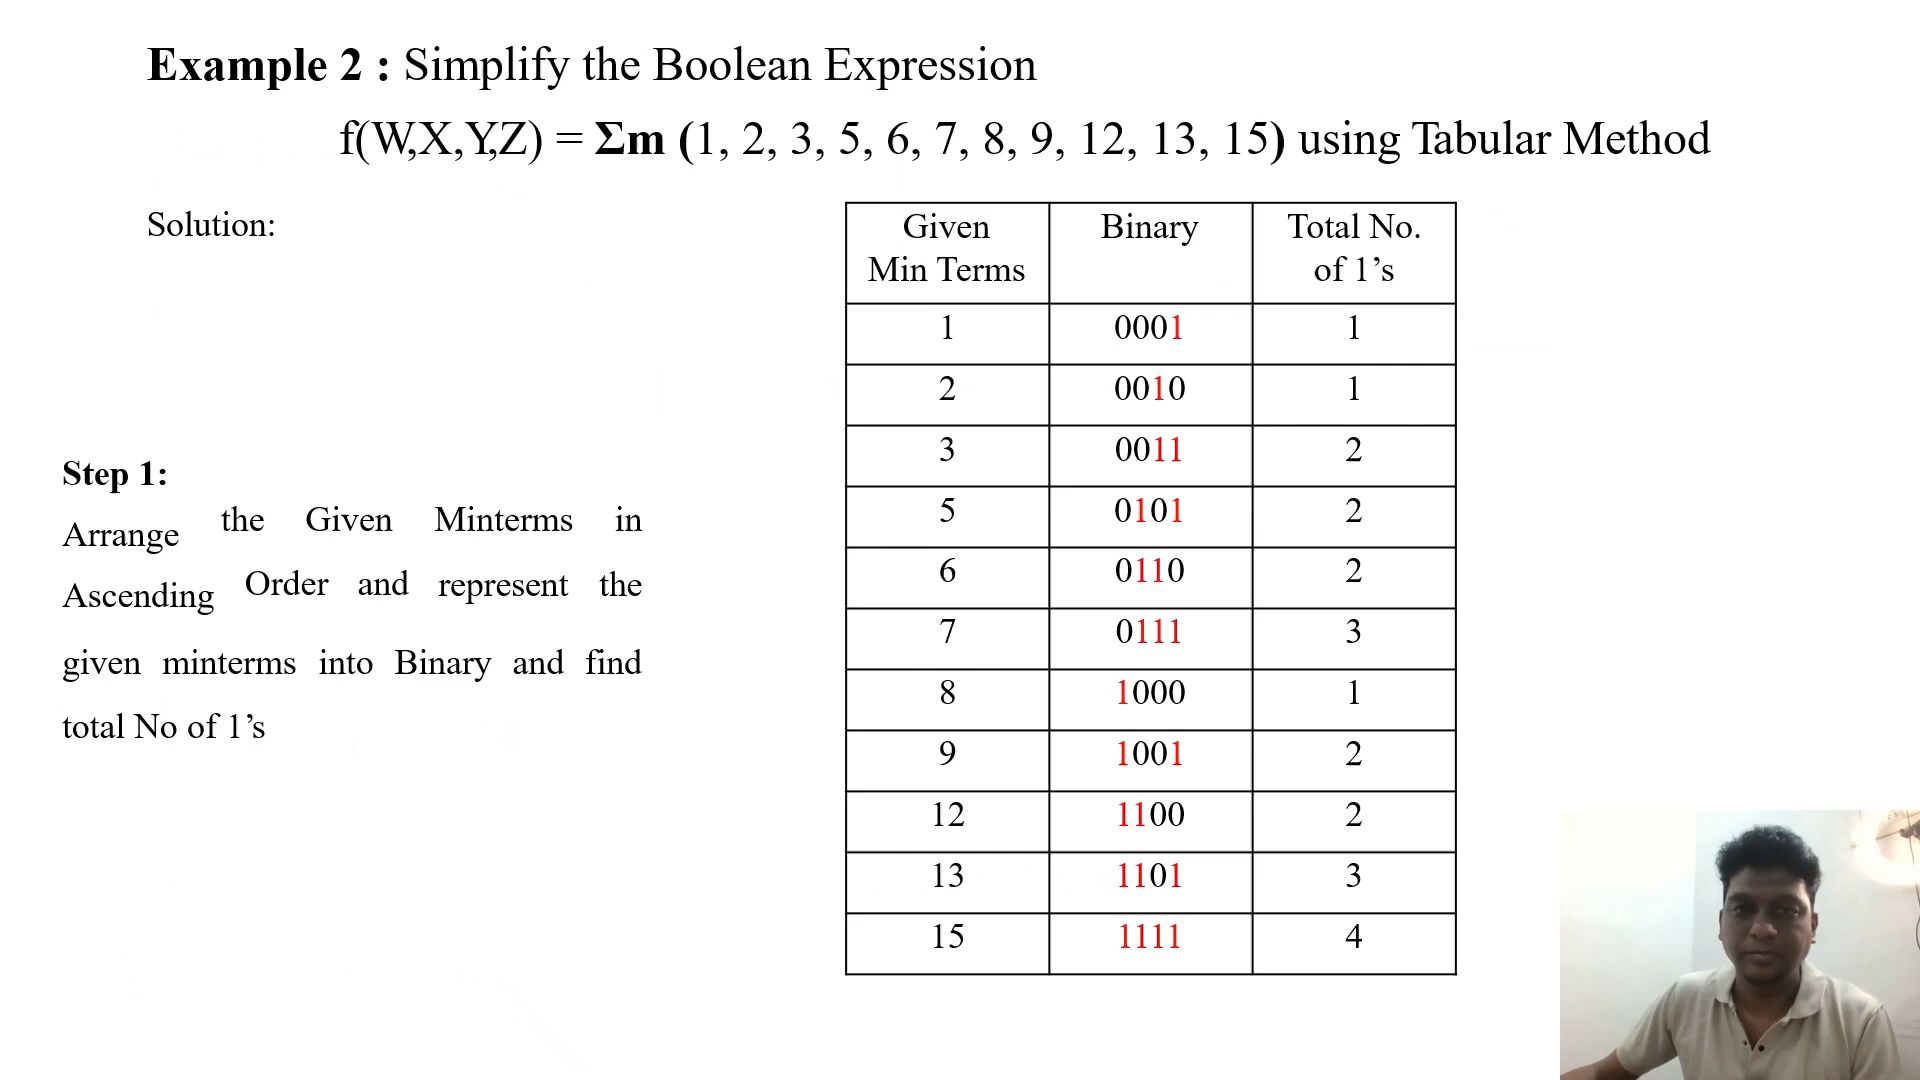 Example 2 : Simplify the Boolean Expression
f(W,X,Y,Z) = Σm (1, 2, 3, 5, 6, 7, 8, 9, 12, 13, 15) using Tabular Method
Solution:
Step 1:
Arrange the Given Minterms in
Ascending Order and represent the
given minterms into Binary and find
total No of 1’s
Given Min Terms Binary Total No. of 1’s
1 0001 1
2 0010 1
3 0011 2
5 0101 2
6 0110 2
7 0111 3
8 1000 1
9 1001 2
12 1100 2
13 1101 3
15 1111 4